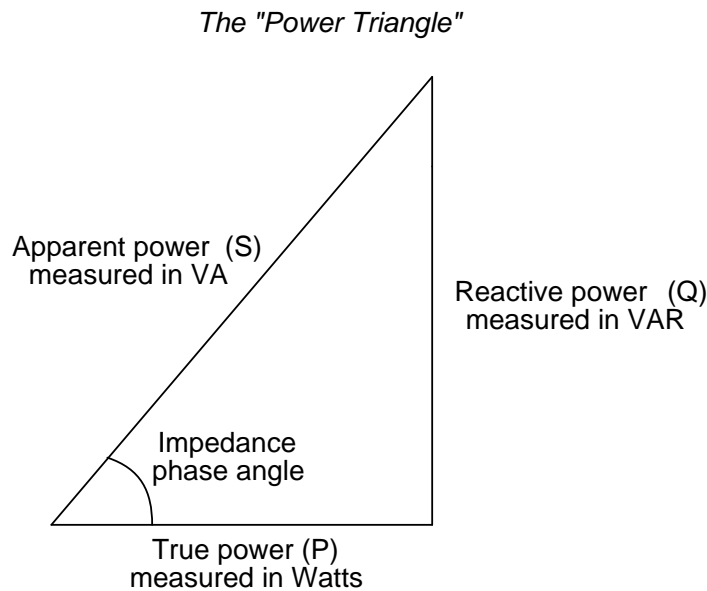 The "Power Triangle"
Apparent power (S)
measured in VA
Reactive power (Q)
measured in VAR
Impedance
phase angle
True power (P)
measured in Watts